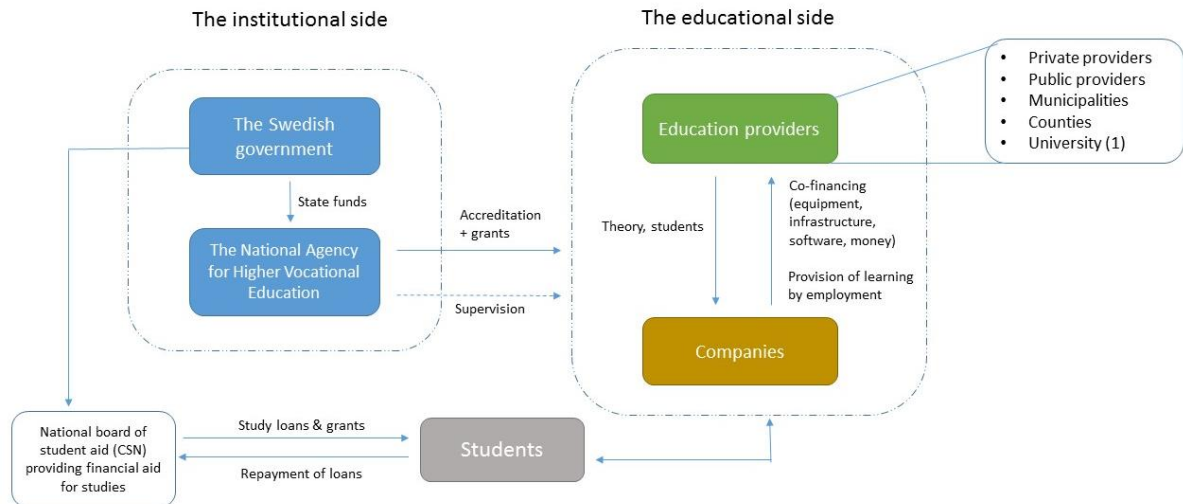 The institutional side
The educational side
The Swedish
government
State funds
The National Agency
for Higher Vocational
Education
Accreditation
+ grants
Supervision
Education providers
• Private providers
• Public providers
• Municipalities
• Counties
• University (1)
Theory, students
Co-financing
(equipment,
infrastructure,
software, money)
Provision of learning
by employment
Companies
National board of
student aid (CSN)
providing financial aid
for studies
Study loans & grants
Repayment of loans
Students